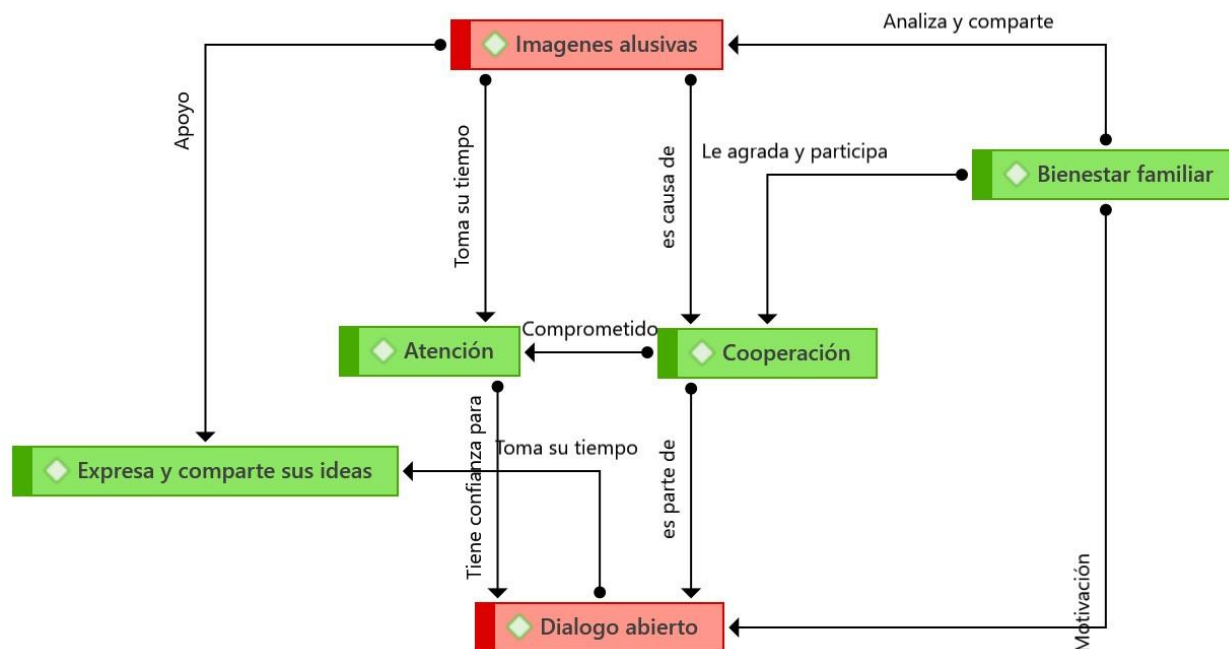 Analiza y comparte
Imagenes alusivas
Apoyo
Toma su tiempo
es causa de
Le agrada y participa
Bienestar familiar
Comprometido
Atención
Cooperación
Tiene confianza para
Toma su tiempo
es parte de
Expresa y comparte sus ideas
Motivación
Dialogo abierto